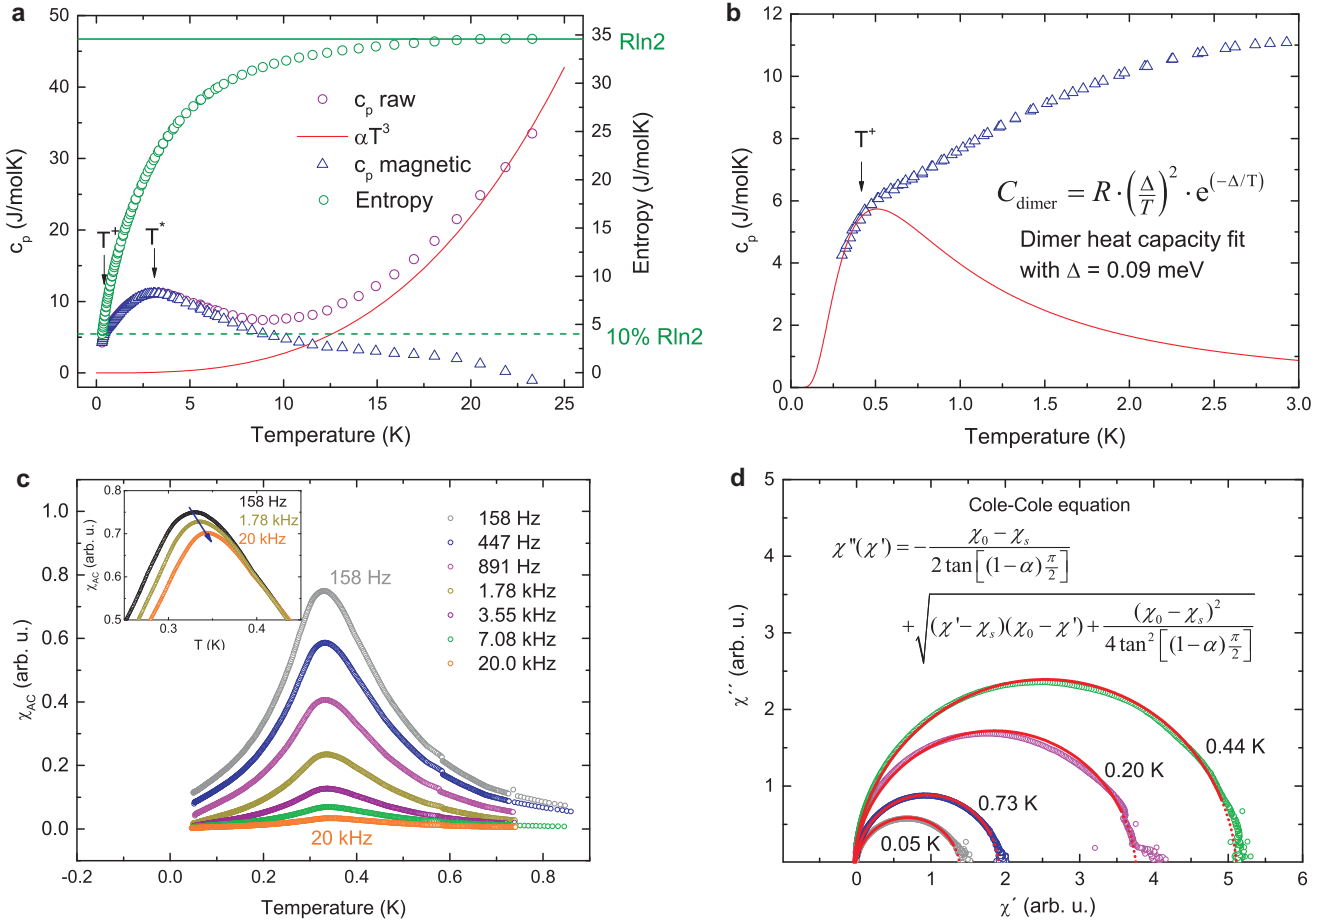 a
50
40
30
20
10
0
c_p (J/molK)
35
30
25
20
15
10
5
0
Entropy (J/molK)
Rln2
10% Rln2
c_p raw
αT³
c_p magnetic
Entropy
T⁺
T*
0 5 10 15 20 25
Temperature (K)
b
12
10
8
6
4
2
0
c_p (J/molK)
T⁺
C_dimer = R·(Δ/T)²·e^(−Δ/T)
Dimer heat capacity fit
with Δ = 0.09 meV
0.0 0.5 1.0 1.5 2.0 2.5 3.0
Temperature (K)
c
1.0
0.8
0.6
0.4
0.2
0.0
χ_AC (arb. u.)
0.8
0.7
0.6
0.5
χ_AC (arb. u.)
158 Hz
1.78 kHz
20 kHz
0.3 0.4
T (K)
158 Hz
20 kHz
158 Hz
447 Hz
891 Hz
1.78 kHz
3.55 kHz
7.08 kHz
20.0 kHz
-0.2 0.0 0.2 0.4 0.6 0.8
Temperature (K)
d
5
4
3
2
1
χ´´ (arb. u.)
Cole-Cole equation
χ"(χ') = − (χ₀ − χ_s) / (2 tan[(1−α) π/2])
+ √((χ'−χ_s)(χ₀ − χ') + (χ₀ − χ_s)² / (4 tan²[(1−α) π/2]))
0.44 K
0.20 K
0.73 K
0.05 K
0 1 2 3 4 5 6
χ´ (arb. u.)